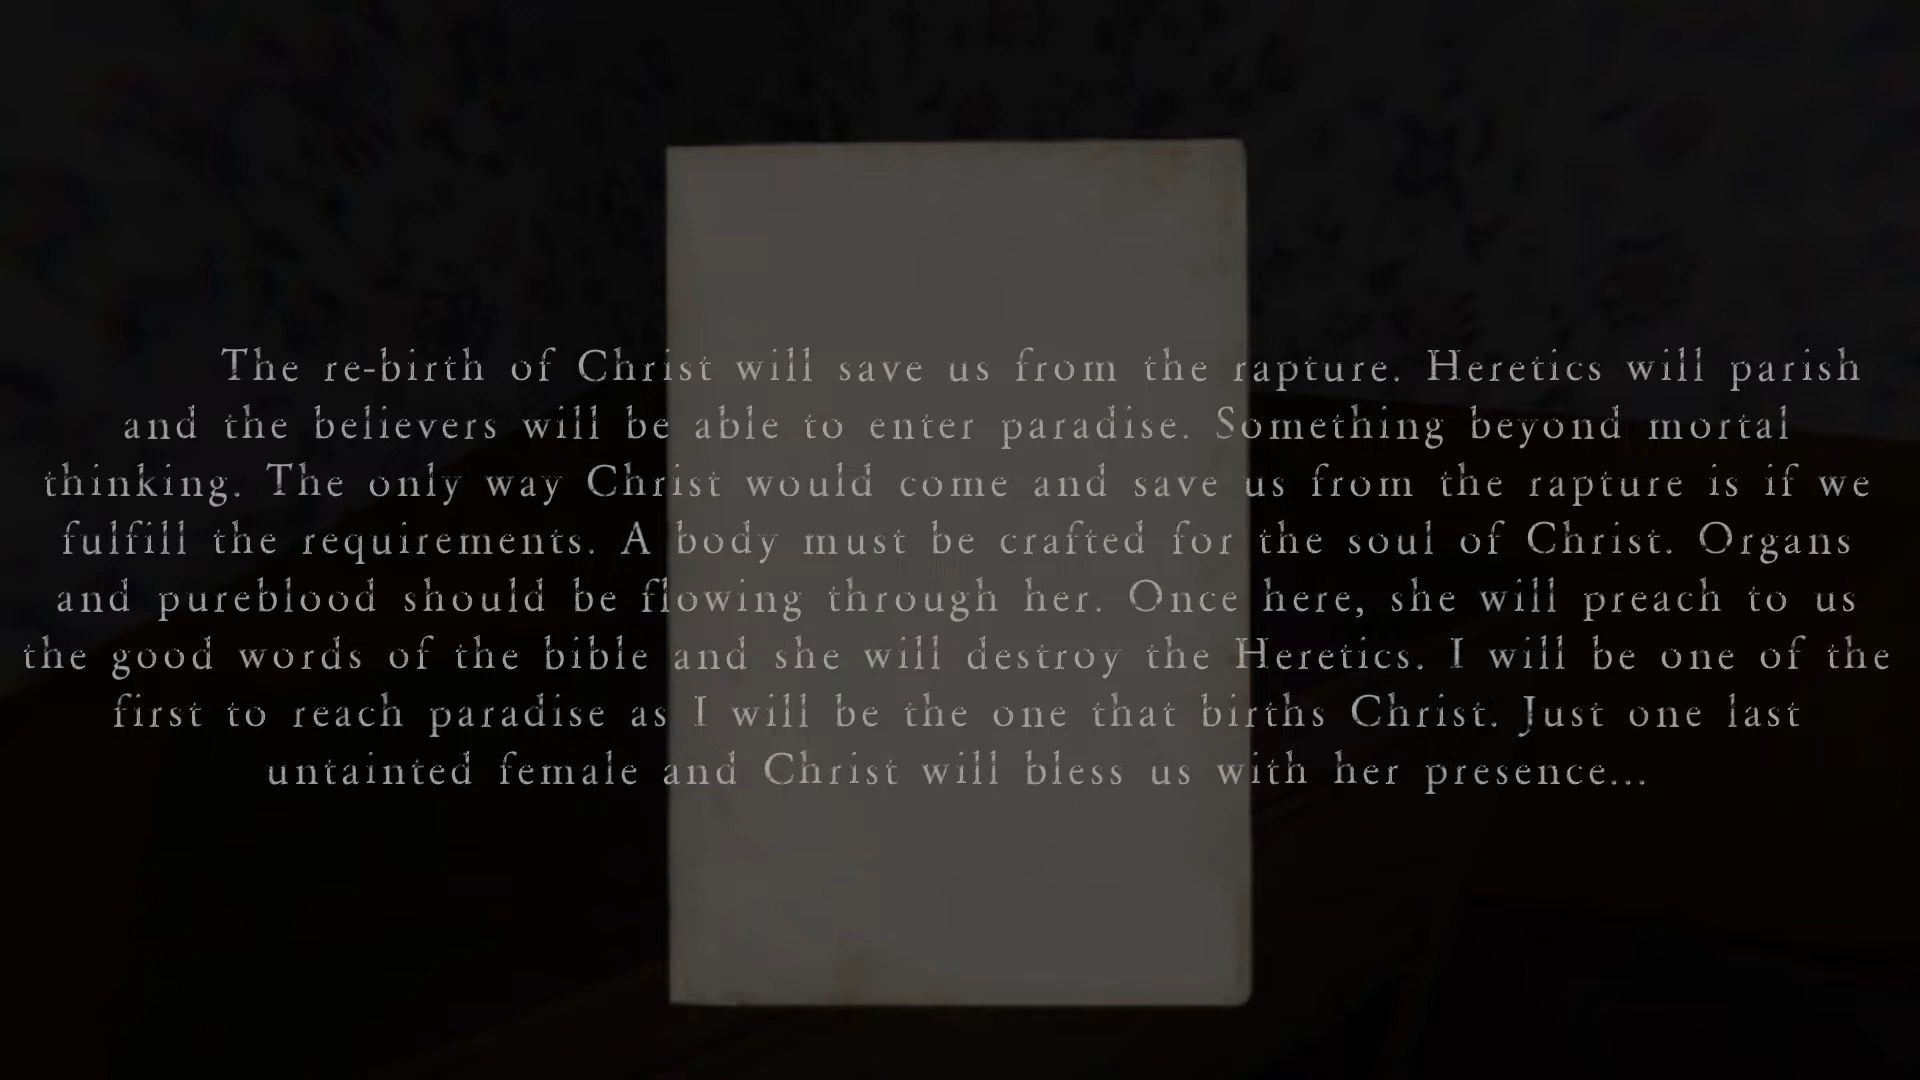 The re-birth of Christ will save us from the rapture. Heretics will parish
and the believers will be able to enter paradise. Something beyond mortal
thinking. The only way Christ would come and save us from the rapture is if we
fulfill the requirements. A body must be crafted for the soul of Christ. Organs
and pureblood should be flowing through her. Once here, she will preach to us
the good words of the bible and she will destroy the Heretics. I will be one of the
first to reach paradise as I will be the one that births Christ. Just one last
untainted female and Christ will bless us with her presence...